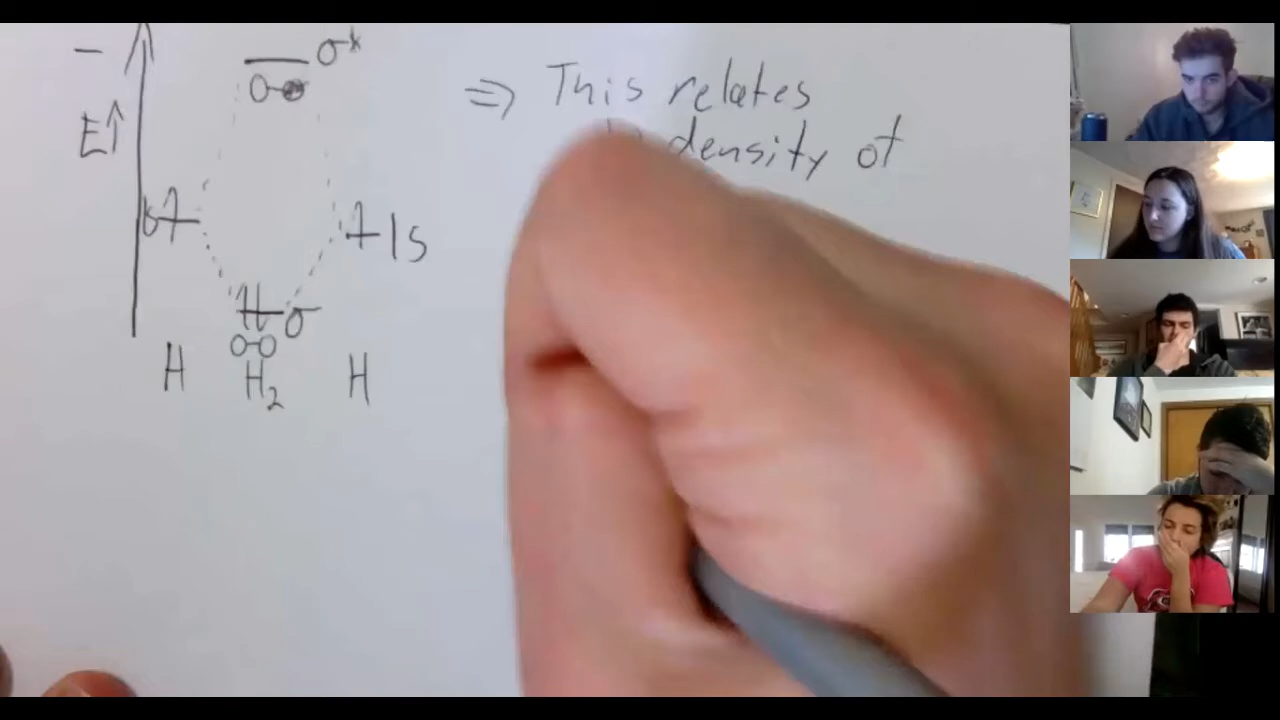 σ*
⇒ This relates
density of
E↑
1s
σ
H H₂ H